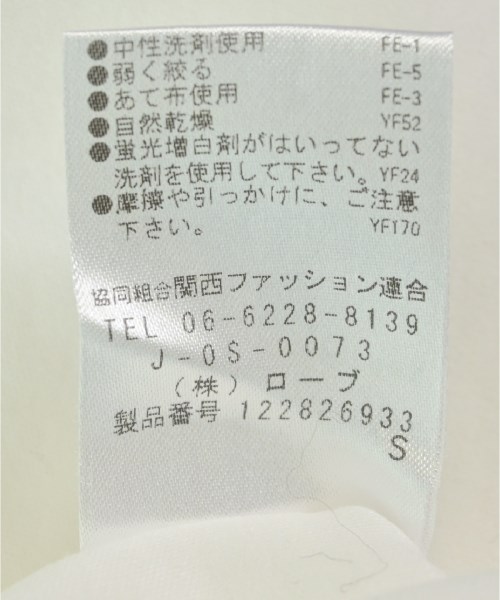 ●中性洗剤使用 FE-1
●弱く絞る FE-5
●あて布使用 FE-3
●自然乾燥 YF52
●蛍光増白剤がはいってない
洗剤を使用して下さい。YF24
●摩擦や引っかけに、ご注意
下さい。 YF170
協同組合関西ファッション連合
TEL 06-6228-8139
J-OS-0073
(株) ローブ
製品番号 122826933
S